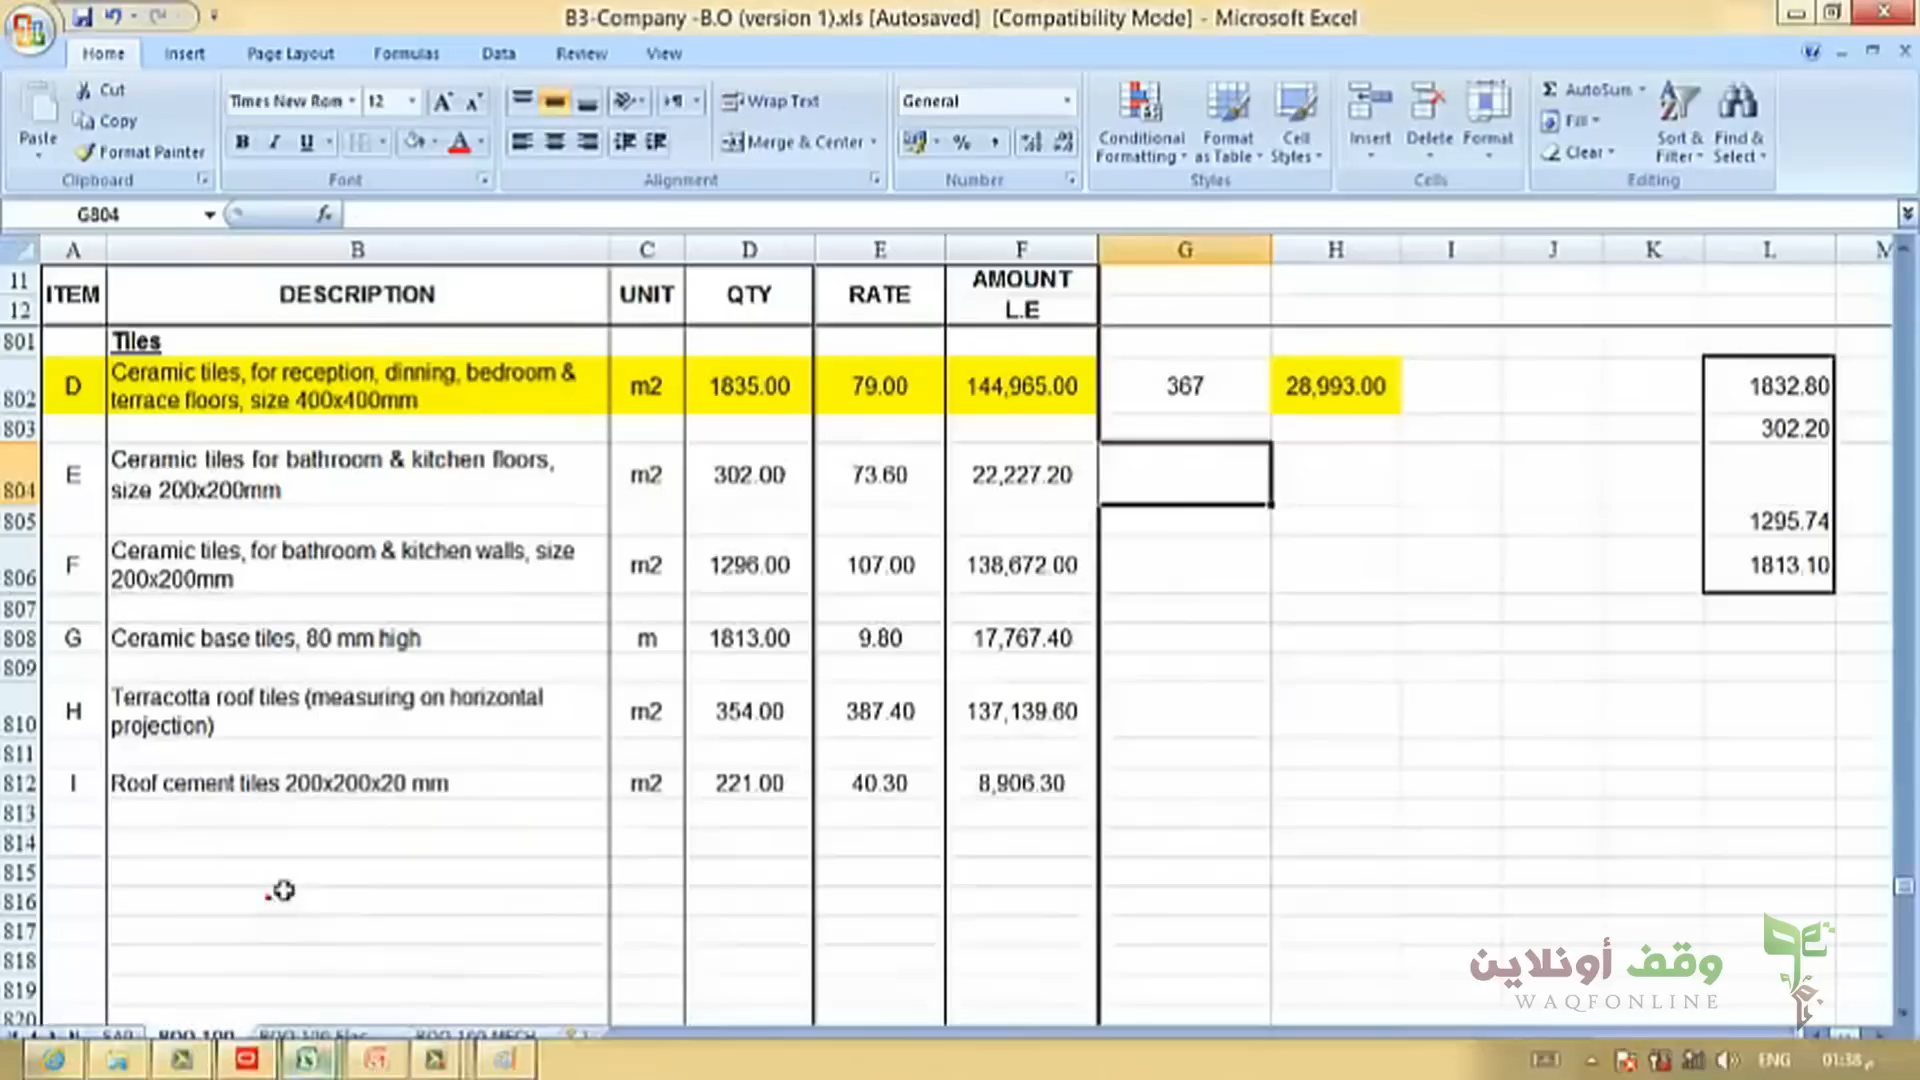 B3-Company -B.O (version 1).xls [Autosaved] [Compatibility Mode] - Microsoft Excel
Home Insert Page Layout Formulas Data Review View
Paste Cut Copy Format Painter Clipboard
Times New Rom 12 B I U Font
Wrap Text Merge & Center Alignment
General % , Number
Conditional Formatting Format as Table Cell Styles Styles
Insert Delete Format Cells
Σ AutoSum Fill Clear Sort & Filter Find & Select Editing
G804 fx
A B C D E F G H I J K L M
11 12 ITEM DESCRIPTION UNIT QTY RATE AMOUNT L.E
801 Tiles
802 D Ceramic tiles, for reception, dinning, bedroom & m2 1835.00 79.00 144,965.00 367 28,993.00 1832.80
terrace floors, size 400x400mm
803 302.20
804 E Ceramic tiles for bathroom & kitchen floors, m2 302.00 73.60 22,227.20
size 200x200mm
805 1295.74
806 F Ceramic tiles, for bathroom & kitchen walls, size m2 1296.00 107.00 138,672.00 1813.10
200x200mm
807
808 G Ceramic base tiles, 80 mm high m 1813.00 9.80 17,767.40
809
810 H Terracotta roof tiles (measuring on horizontal m2 354.00 387.40 137,139.60
projection)
811
812 I Roof cement tiles 200x200x20 mm m2 221.00 40.30 8,906.30
813
814
815
816
817
818
819
820
وقف أونلاين
WAQFONLINE
ENG 01:38